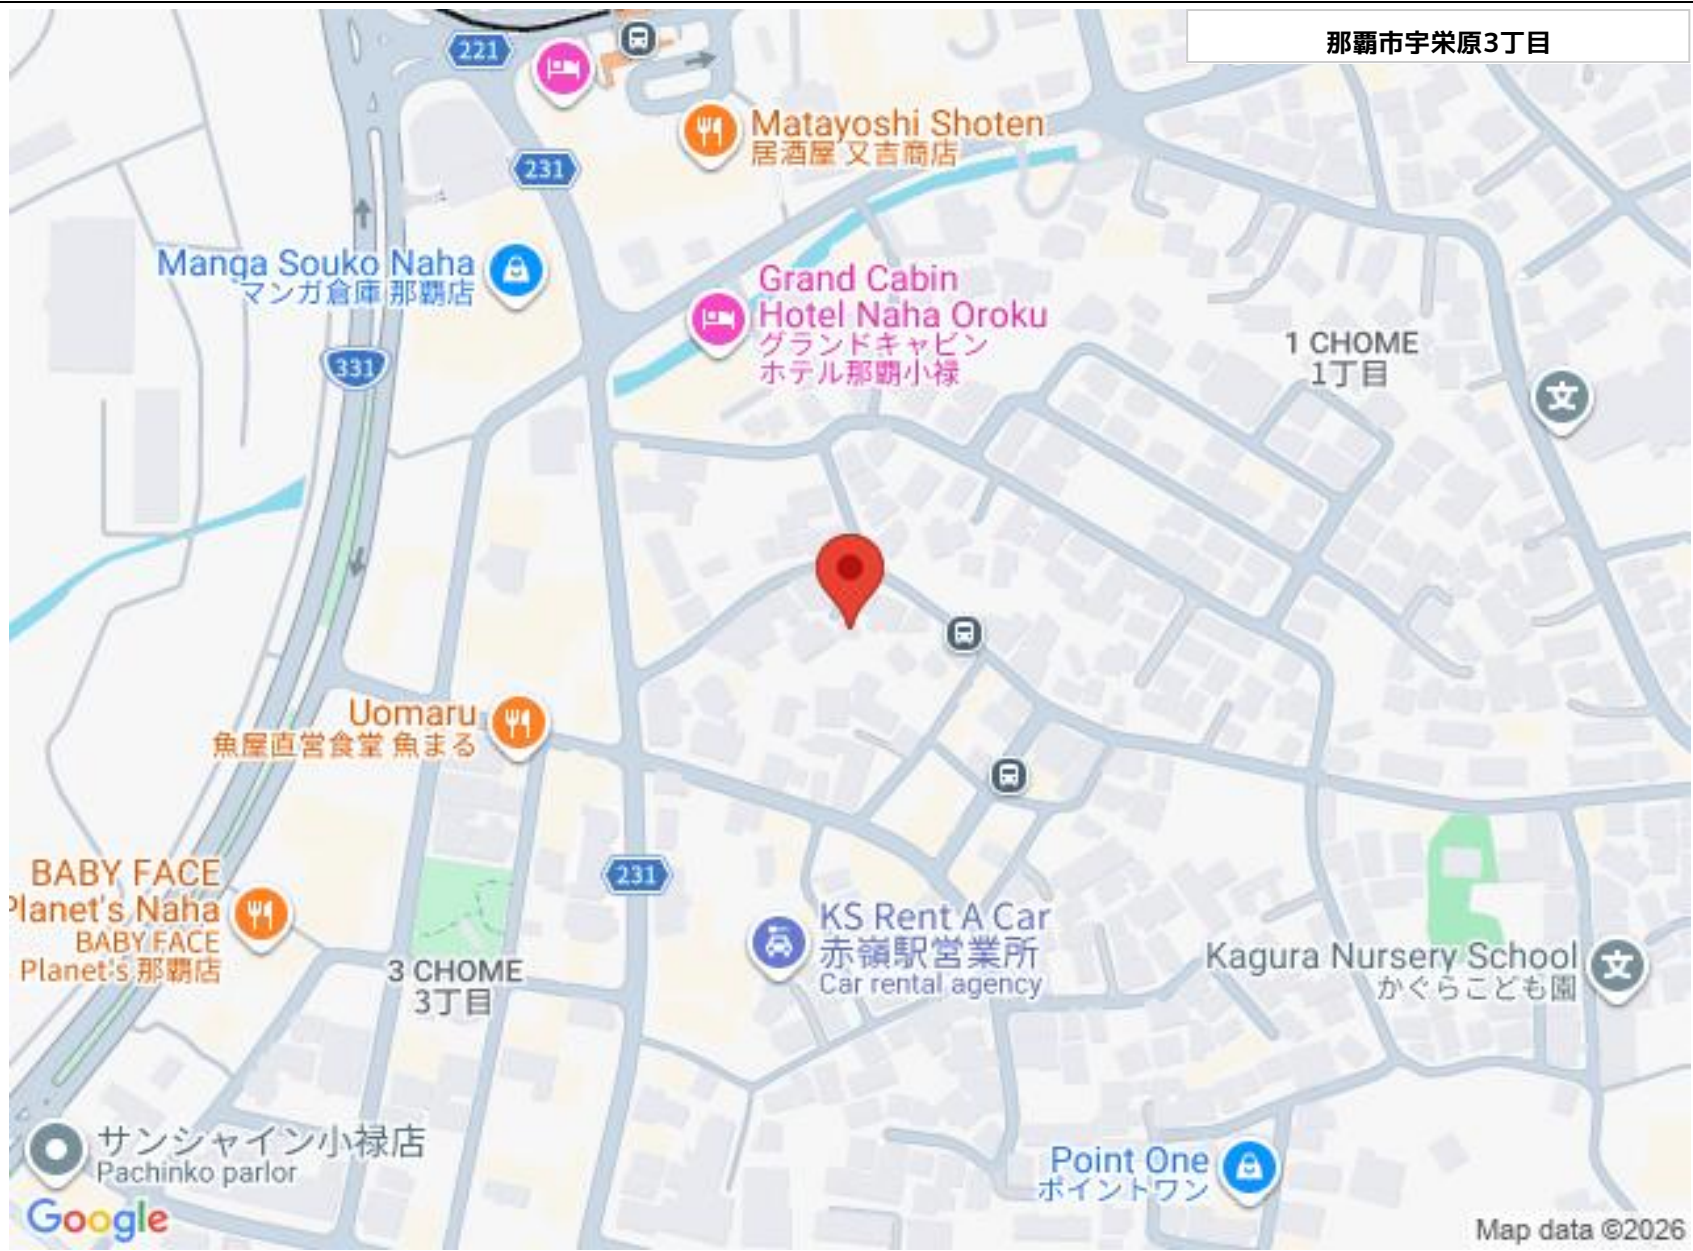 那覇市宇栄原3丁目
221
Matayoshi Shoten
居酒屋 又吉商店
231
Manga Souko Naha
マンガ倉庫 那覇店
Grand Cabin
Hotel Naha Oroku
グランドキャビン
ホテル那覇小禄
1 CHOME
1丁目
331
文
Uomaru
魚屋直営食堂 魚まる
BABY FACE
Planet's Naha
BABY FACE
Planet's 那覇店
231
KS Rent A Car
赤嶺駅営業所
Car rental agency
Kagura Nursery School
かぐらこども園
文
3 CHOME
3丁目
サンシャイン小禄店
Pachinko parlor
Point One
ポイントワン
Google
Map data ©2026